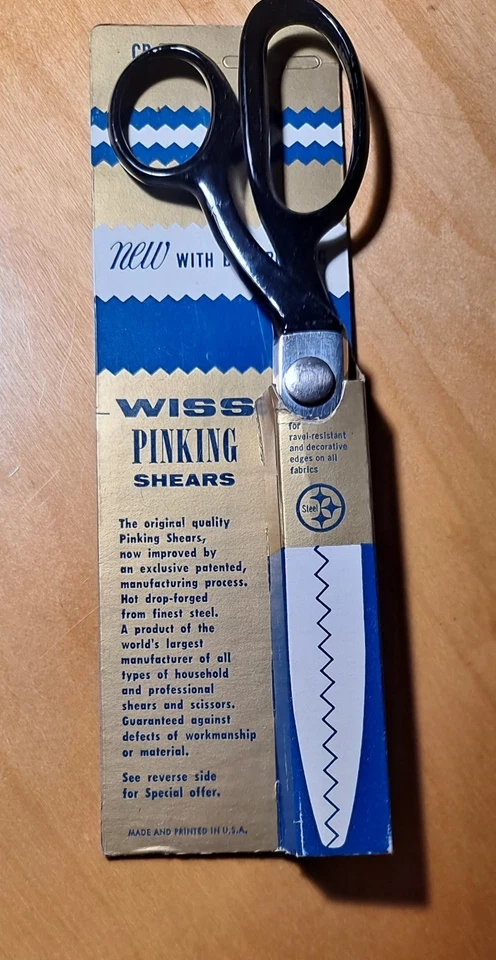 new WITH
WISS
PINKING
SHEARS
The original quality
Pinking Shears,
now improved by
an exclusive patented,
manufacturing process.
Hot drop-forged
from finest steel.
A product of the
world's largest
manufacturer of all
types of household
and professional
shears and scissors.
Guaranteed against
defects of workmanship
or material.
See reverse side
for Special offer.
MADE AND PRINTED IN U.S.A.
for
ravel-resistant
and decorative
edges on all
fabrics
Steel